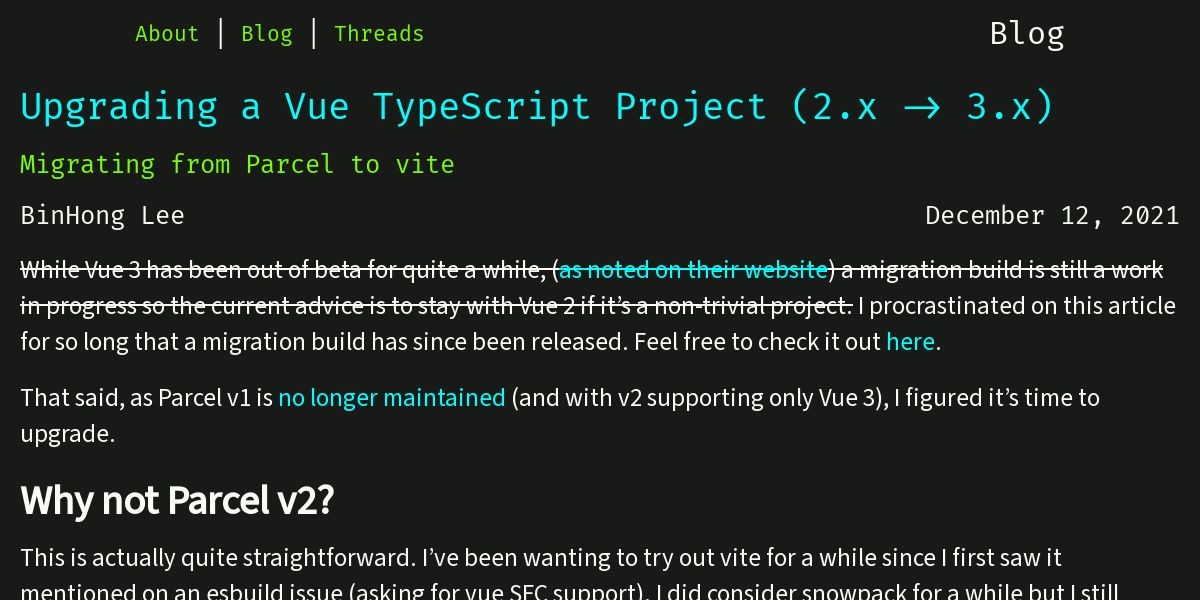 About | Blog | Threads
Blog
Upgrading a Vue TypeScript Project (2.x -> 3.x)
Migrating from Parcel to vite
BinHong Lee
December 12, 2021
While Vue 3 has been out of beta for quite a while, (as noted on their website) a migration build is still a work
in progress so the current advice is to stay with Vue 2 if it’s a non-trivial project. I procrastinated on this article
for so long that a migration build has since been released. Feel free to check it out here.
That said, as Parcel v1 is no longer maintained (and with v2 supporting only Vue 3), I figured it’s time to
upgrade.
Why not Parcel v2?
This is actually quite straightforward. I’ve been wanting to try out vite for a while since I first saw it
mentioned on an esbuild issue (asking for vue SFC support). I did consider snowpack for a while but I still